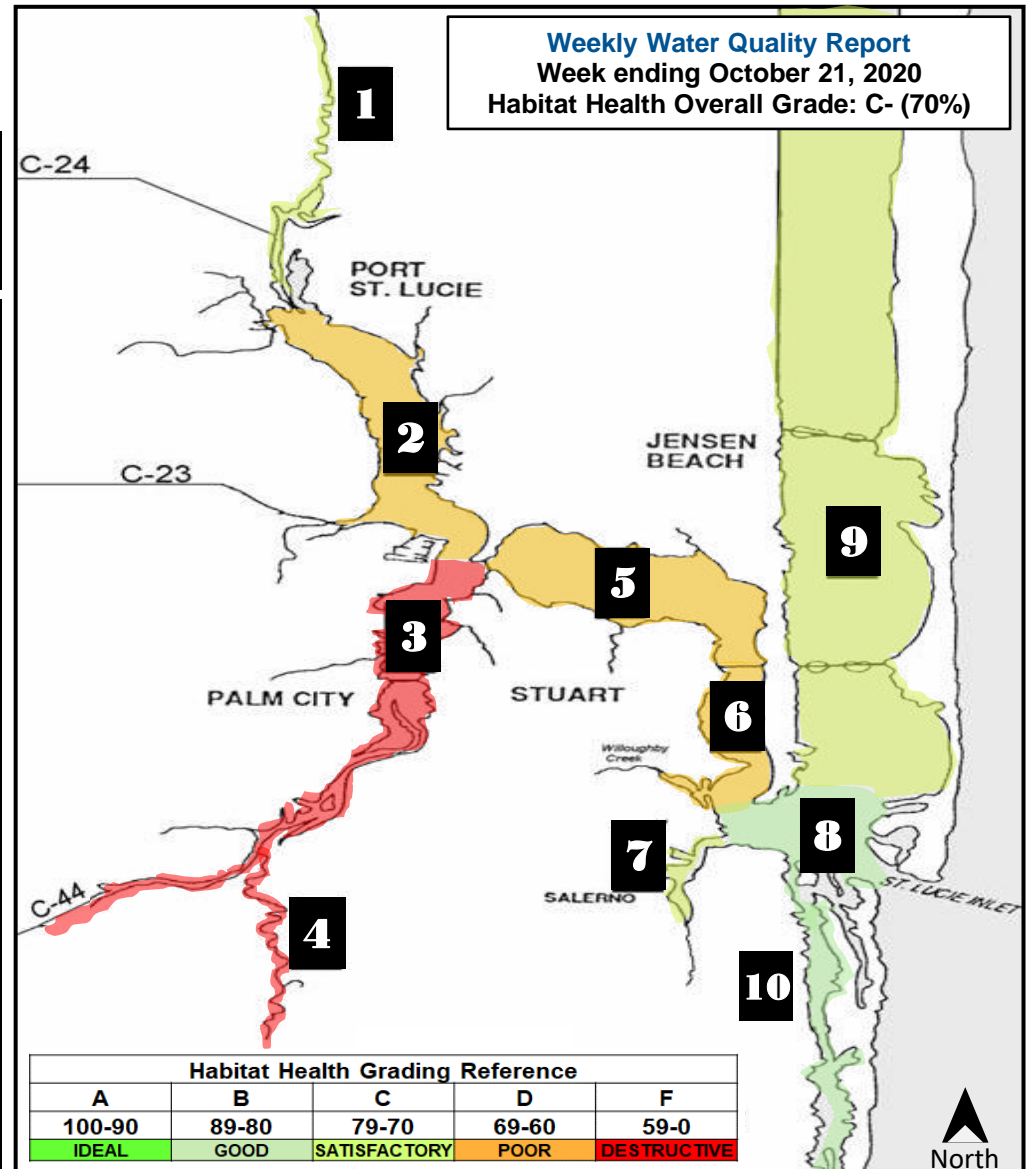 Weekly Water Quality Report
Week ending October 21, 2020
Habitat Health Overall Grade: C- (70%)
1
C-24
PORT
ST. LUCIE
2
JENSEN
BEACH
C-23
9
5
3
PALM CITY
STUART
6
Willoughby
Creek
7
8
SALERNO
ST. LUCIE INLET
C-44
4
10
Habitat Health Grading Reference
A B C D F
100-90 89-80 79-70 69-60 59-0
IDEAL GOOD SATISFACTORY POOR DESTRUCTIVE
North